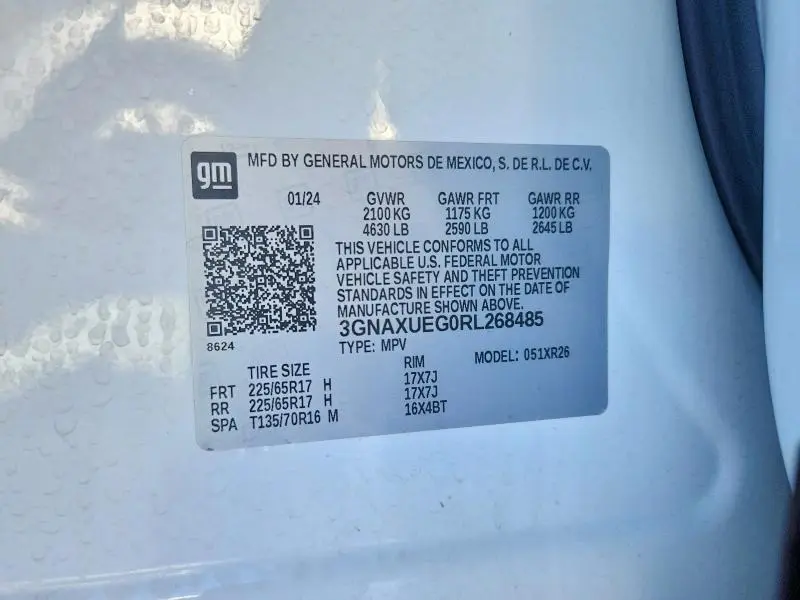 gm
MFD BY GENERAL MOTORS DE MEXICO, S. DE R.L. DE C.V.
01/24 GVWR GAWR FRT GAWR RR
2100 KG 1175 KG 1200 KG
4630 LB 2590 LB 2645 LB
THIS VEHICLE CONFORMS TO ALL
APPLICABLE U.S. FEDERAL MOTOR
VEHICLE SAFETY AND THEFT PREVENTION
STANDARDS IN EFFECT ON THE DATE OF
MANUFACTURE SHOWN ABOVE.
3GNAXUEG0RL268485
8624
TYPE: MPV MODEL: 051XR26
TIRE SIZE RIM
FRT 225/65R17 H 17X7J
RR 225/65R17 H 17X7J
SPA T135/70R16 M 16X4BT